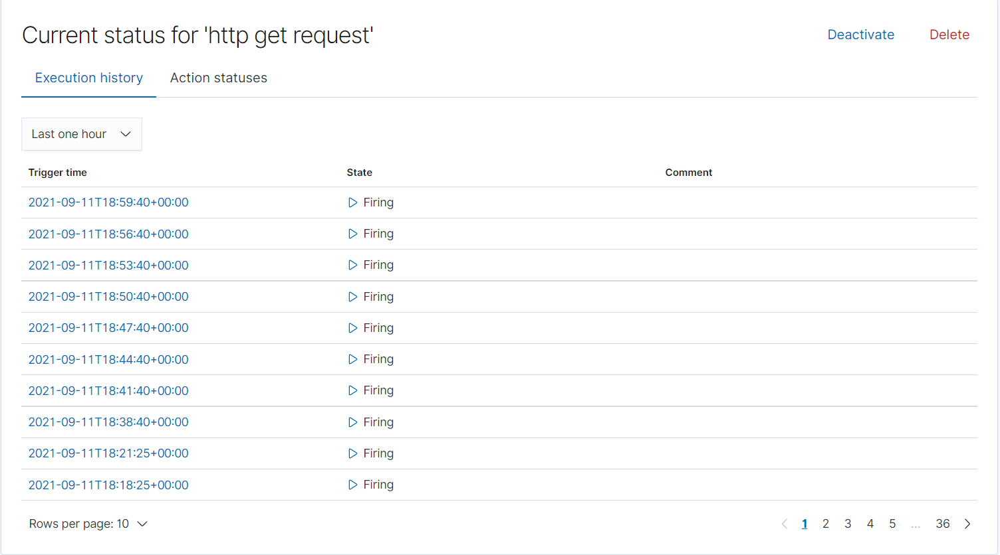 Current status for 'http get request'
Deactivate
Delete
Execution history
Action statuses
Last one hour
Trigger time State Comment
2021-09-11T18:59:40+00:00 Firing
2021-09-11T18:56:40+00:00 Firing
2021-09-11T18:53:40+00:00 Firing
2021-09-11T18:50:40+00:00 Firing
2021-09-11T18:47:40+00:00 Firing
2021-09-11T18:44:40+00:00 Firing
2021-09-11T18:41:40+00:00 Firing
2021-09-11T18:38:40+00:00 Firing
2021-09-11T18:21:25+00:00 Firing
2021-09-11T18:18:25+00:00 Firing
Rows per page: 10
1 2 3 4 5 ... 36